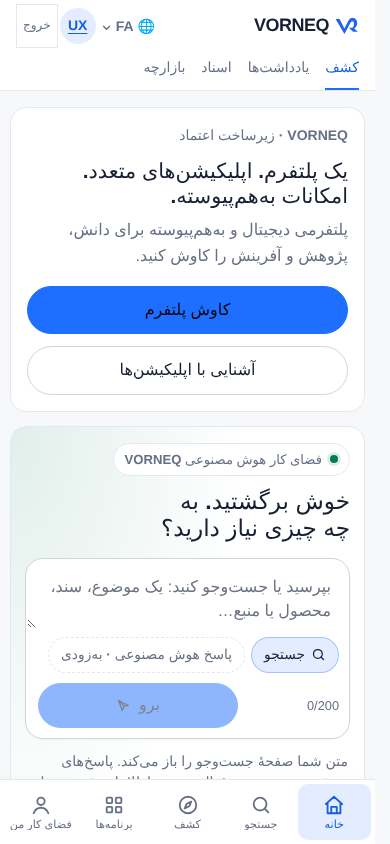 VORNEQ
FA
UX
خروج
کشف
یادداشت‌ها
اسناد
بازارچه
VORNEQ · زیرساخت اعتماد
یک پلتفرم. اپلیکیشن‌های متعدد.
امکانات به‌هم‌پیوسته.
پلتفرمی دیجیتال و به‌هم‌پیوسته برای دانش،
پژوهش و آفرینش را کاوش کنید.
کاوش پلتفرم
آشنایی با اپلیکیشن‌ها
فضای کار هوش مصنوعی VORNEQ
خوش برگشتید. به
چه چیزی نیاز دارید؟
بپرسید یا جست‌وجو کنید: یک موضوع، سند،
محصول یا منبع…
جستجو
پاسخ هوش مصنوعی · به‌زودی
برو
0/200
متن شما صفحهٔ جست‌وجو را باز می‌کند. پاسخ‌های
خانه
جستجو
کشف
برنامه‌ها
فضای کار من